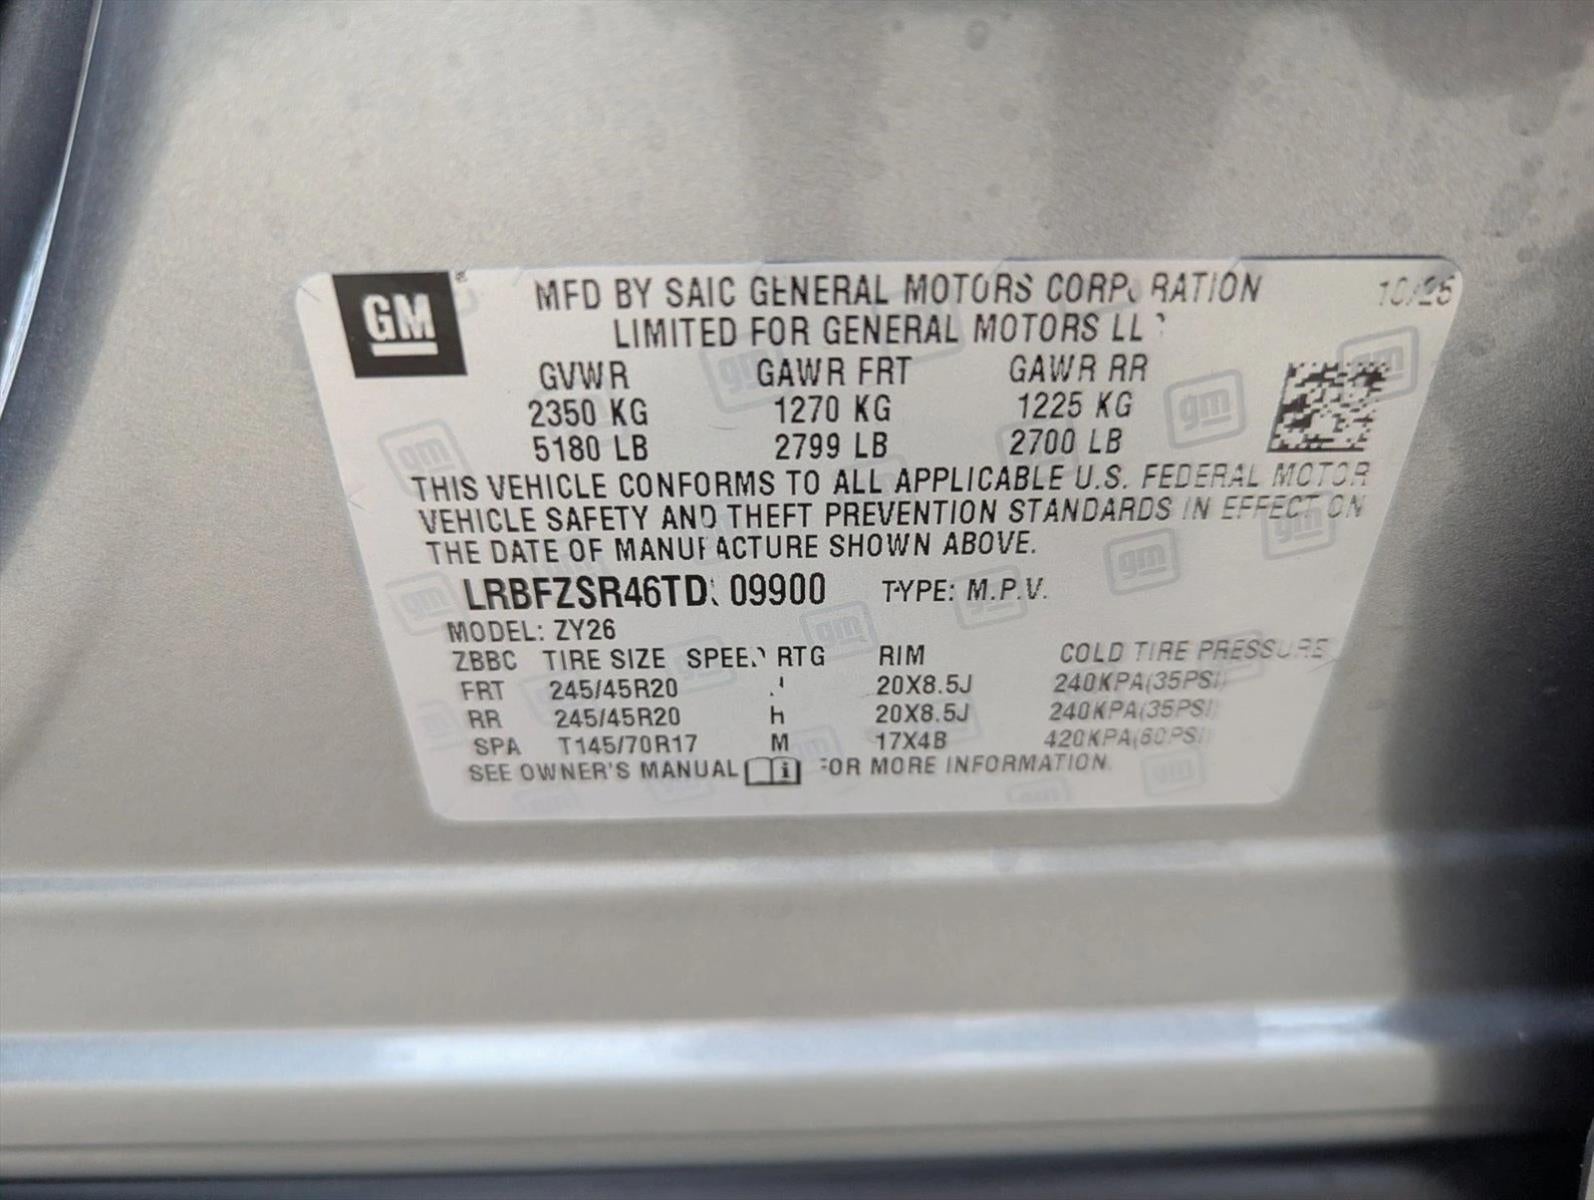 GM
MFD BY SAIC GENERAL MOTORS CORPORATION
LIMITED FOR GENERAL MOTORS
GVWR GAWR FRT GAWR RR
2350 KG 1270 KG 1225 KG
5180 LB 2799 LB 2700 LB
THIS VEHICLE CONFORMS TO ALL APPLICABLE U.S. FEDERAL MOTOR
VEHICLE SAFETY AND THEFT PREVENTION STANDARDS IN EFFECT ON
THE DATE OF MANUFACTURE SHOWN ABOVE.
TYPE: M.P.V.
MODEL: ZY26
ZBBC TIRE SIZE SPEED RTG RIM COLD TIRE PRESSURE
FRT 245/45R20 20X8.5J 240KPA(35PSI)
RR 245/45R20 20X8.5J 240KPA(35PSI)
SPA T145/70R17 M 17X4B 420KPA(60PSI)
SEE OWNER'S MANUAL FOR MORE INFORMATION